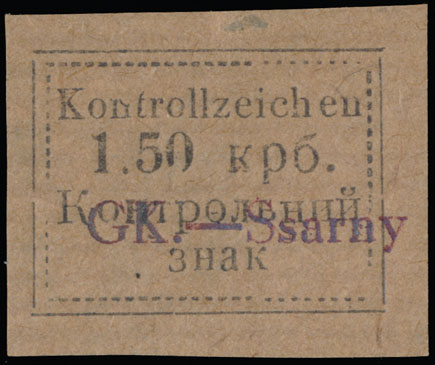 Kontrollzeichen
1.50 крб.
Контрольний
GK.—Ssarny
знак